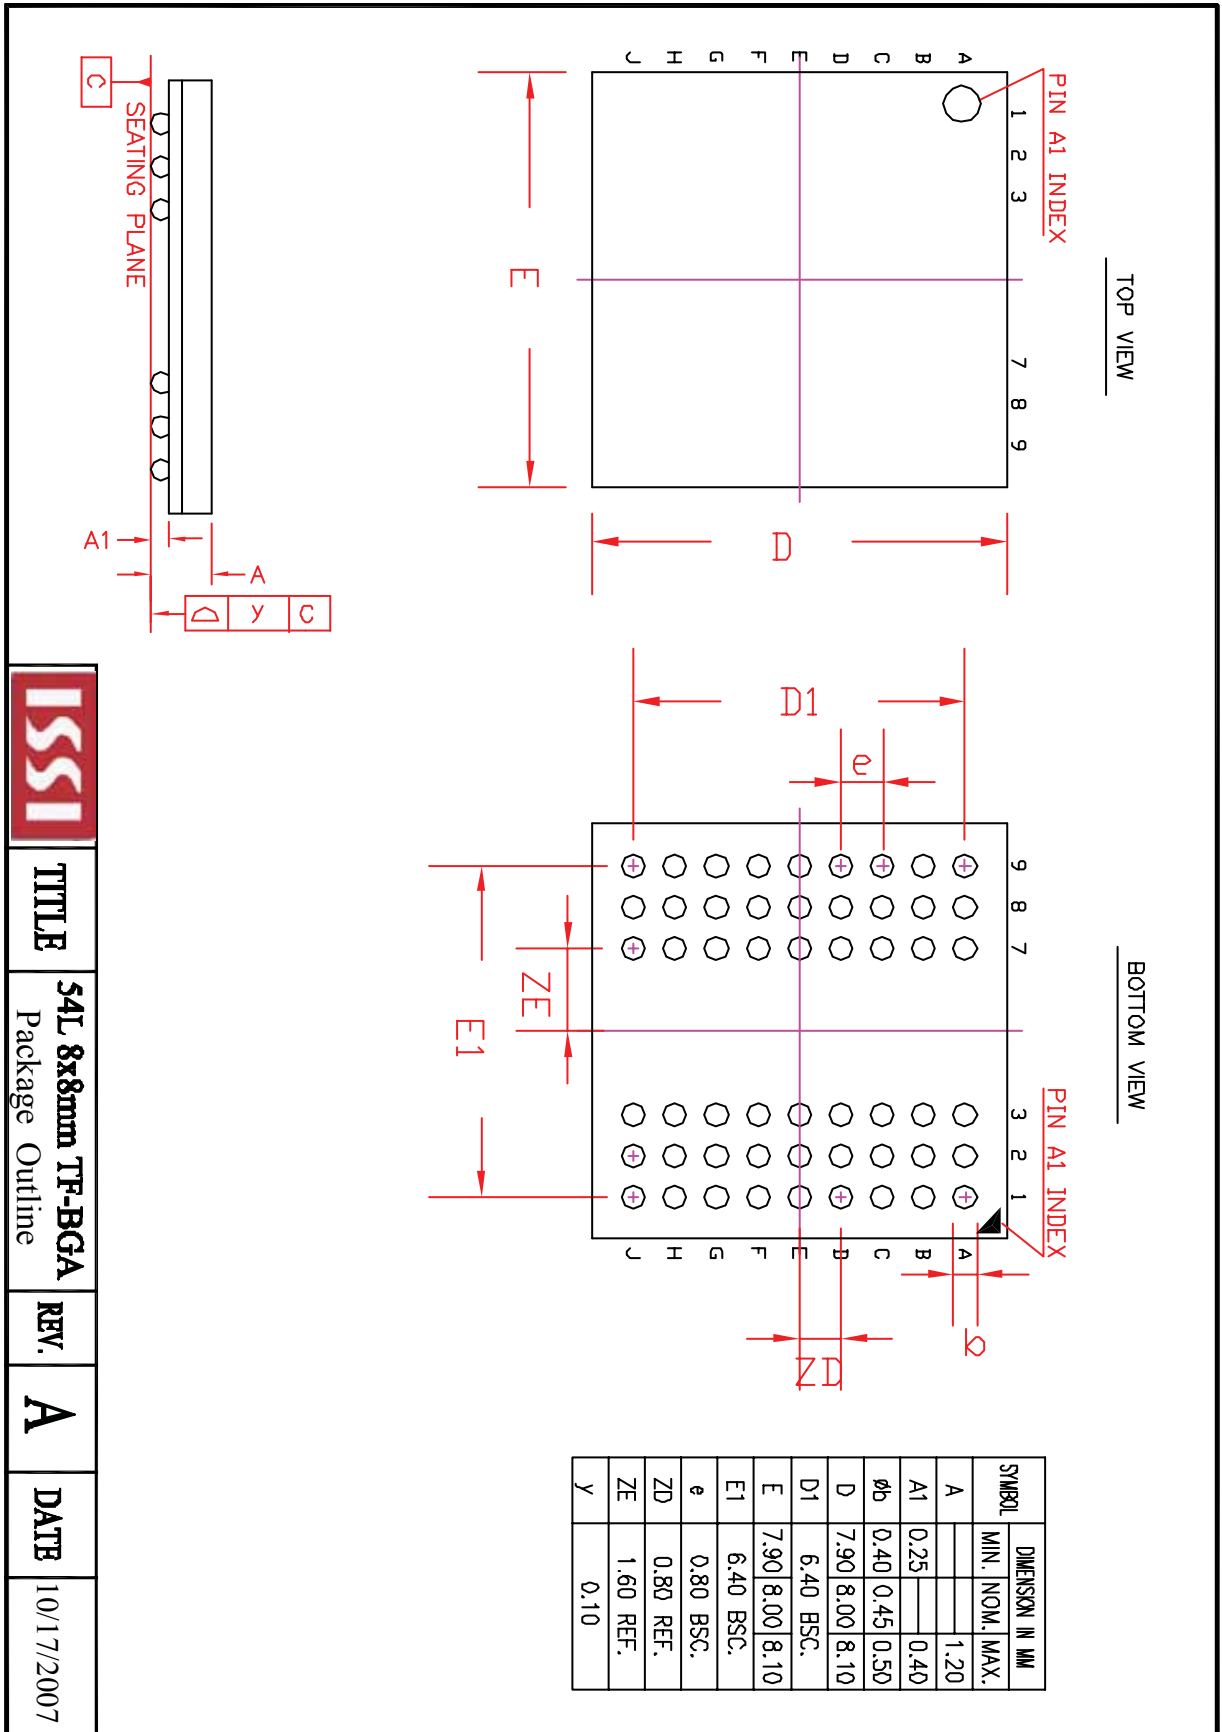 TOP VIEW
PIN A1 INDEX
1 2 3 7 8 9
A
B
C
D
E
F
G
H
J
E
D
BOTTOM VIEW
PIN A1 INDEX
9 8 7 3 2 1
A
B
C
D
E
F
G
H
J
D1
e
E1
ZE
ZD
b
C
SEATING PLANE
A1
A
y C
SYMBOL DIMENSION IN MM
MIN. NOM. MAX.
A 1.20
A1 0.25 0.40
Øb 0.40 0.45 0.50
D 7.90 8.00 8.10
D1 6.40 BSC.
E 7.90 8.00 8.10
E1 6.40 BSC.
e 0.80 BSC.
ZD 0.80 REF.
ZE 1.60 REF.
y 0.10
ISSI
TITLE
54L 8x8mm TF-BGA
Package Outline
REV.
A
DATE
10/17/2007